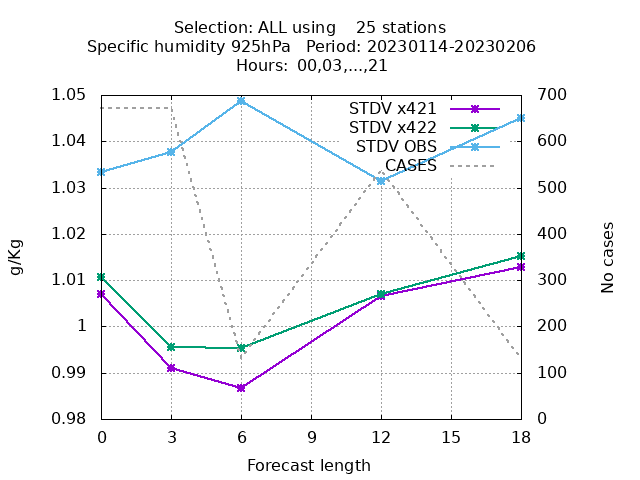 Selection: ALL using    25 stations
Specific humidity 925hPa   Period: 20230114-20230206
Hours: 00,03,...,21
STDV x421
STDV x422
STDV OBS
CASES
1.05
1.04
1.03
1.02
1.01
1
0.99
0.98
g/Kg
700
600
500
400
300
200
100
0
No cases
0 3 6 9 12 15 18
Forecast length